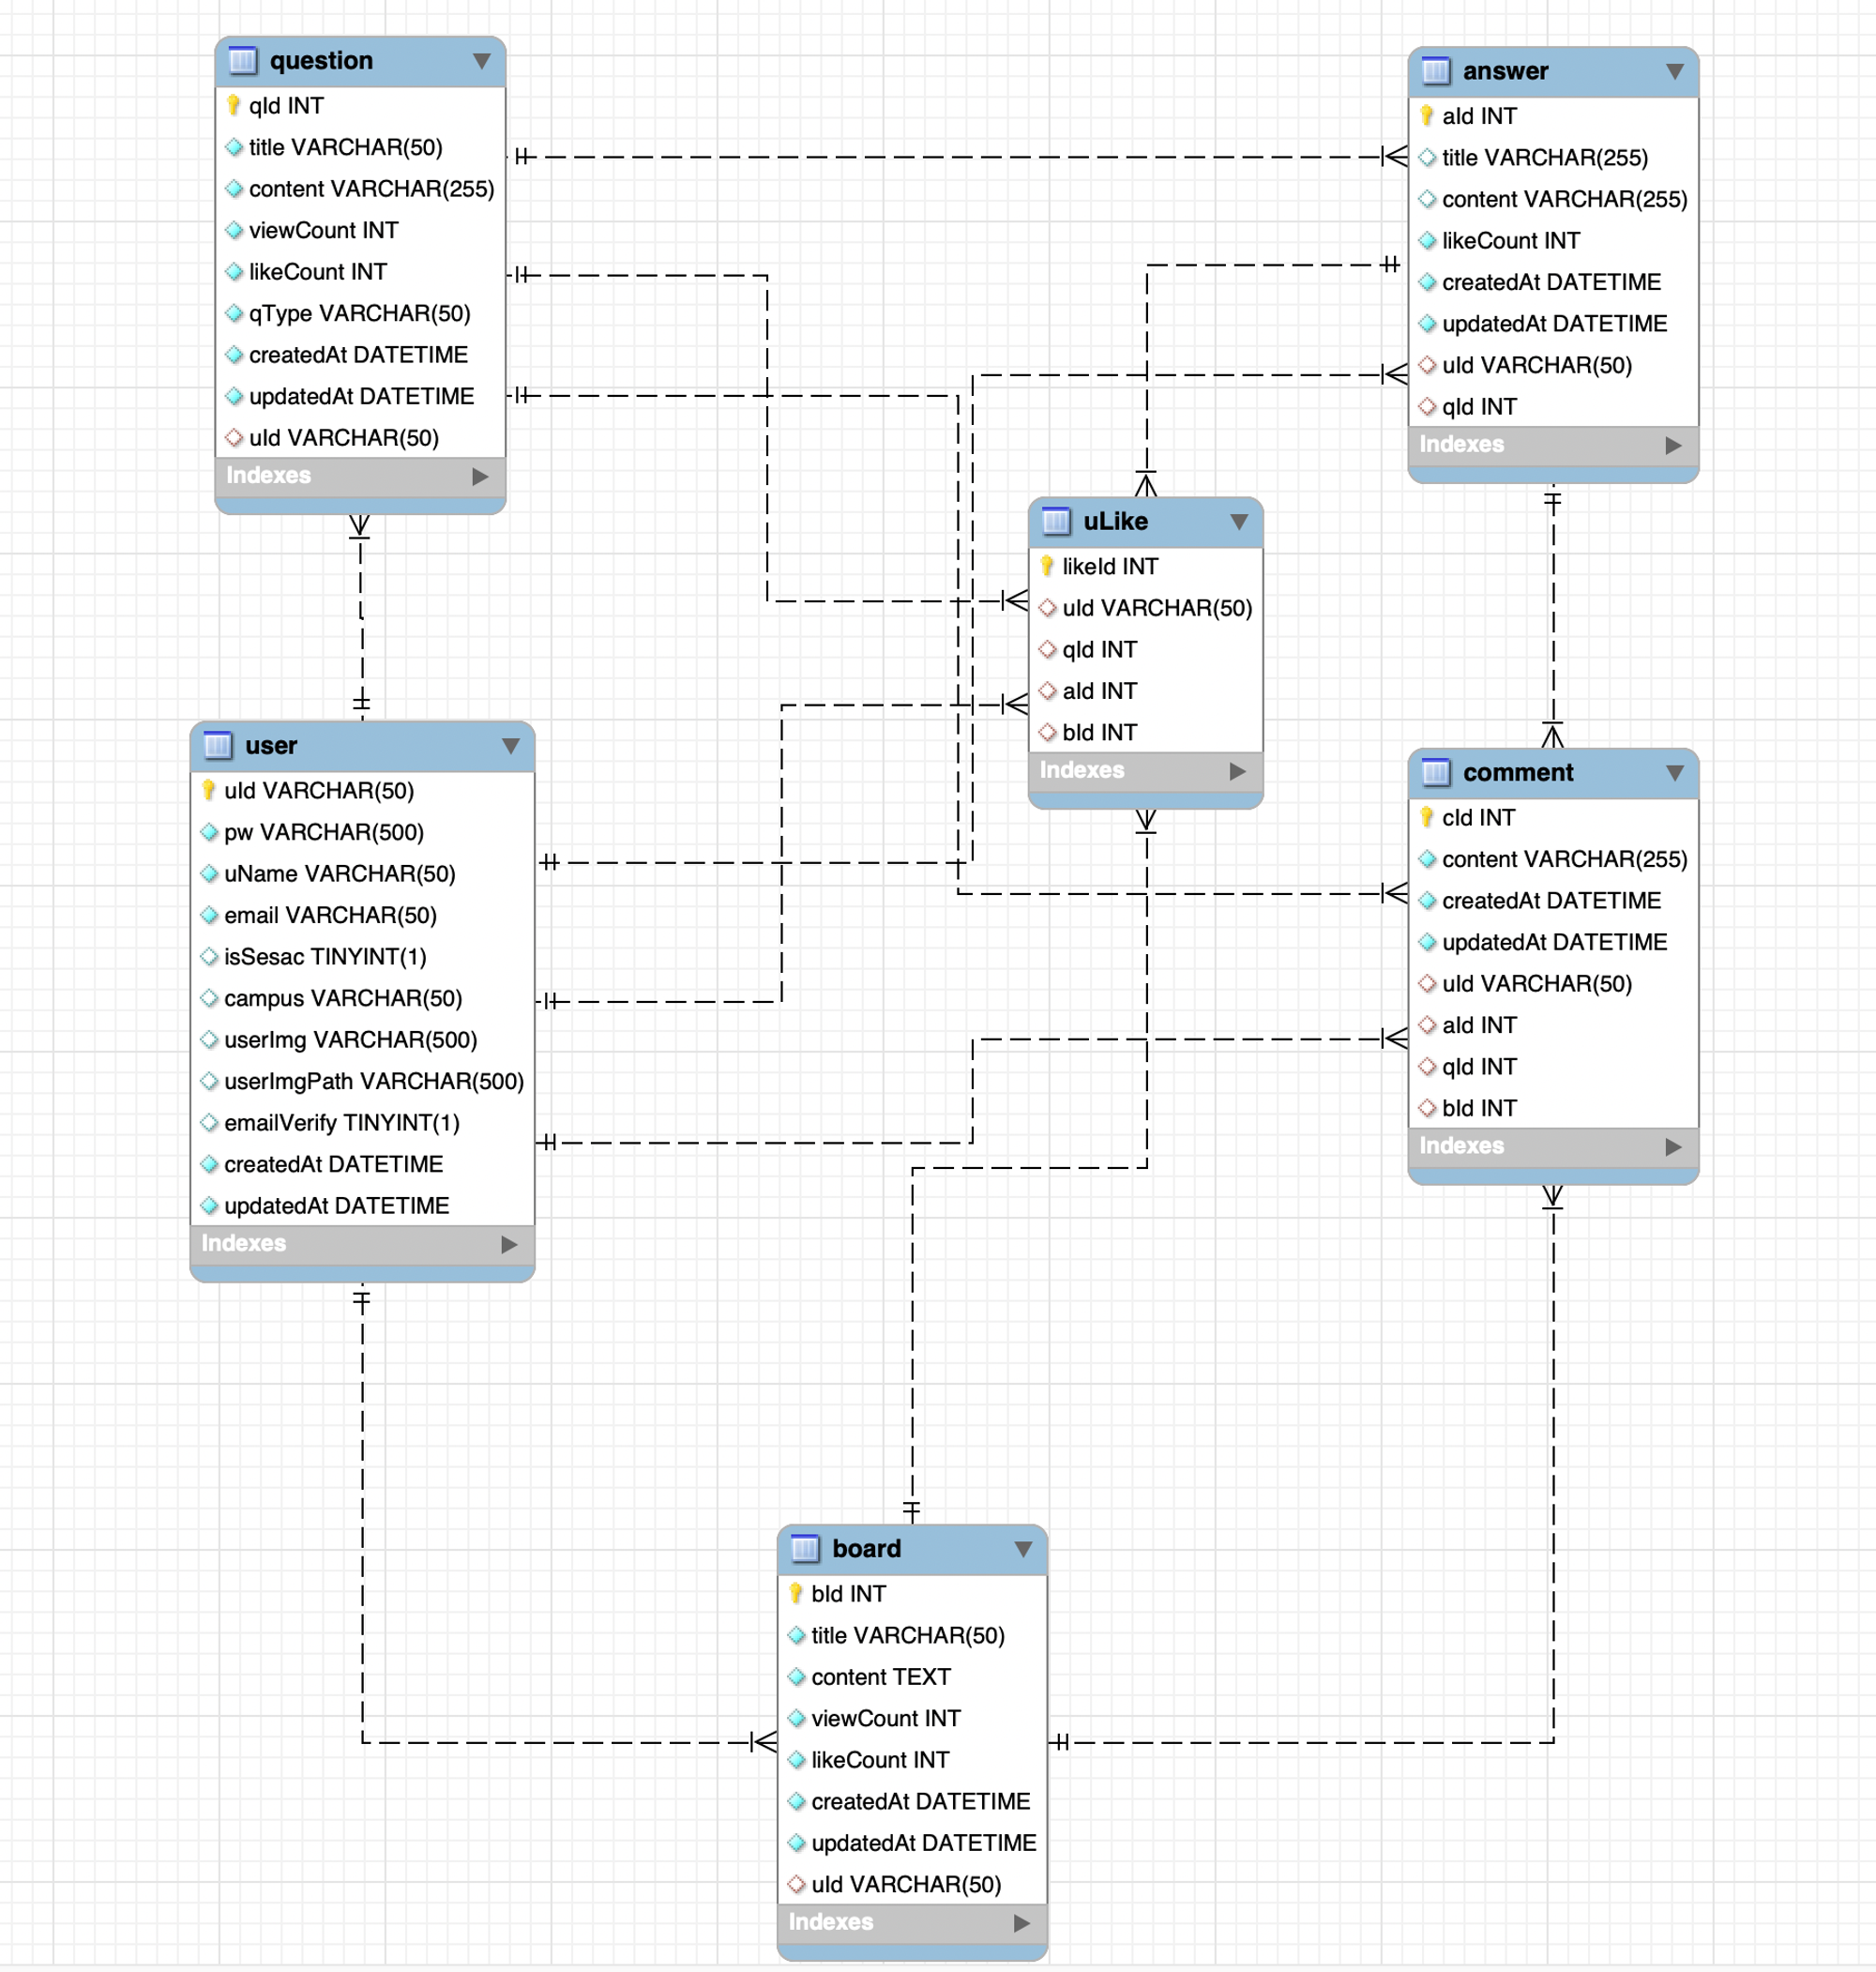 question
qId INT
title VARCHAR(50)
content VARCHAR(255)
viewCount INT
likeCount INT
qType VARCHAR(50)
createdAt DATETIME
updatedAt DATETIME
uId VARCHAR(50)
Indexes
answer
aId INT
title VARCHAR(255)
content VARCHAR(255)
likeCount INT
createdAt DATETIME
updatedAt DATETIME
uId VARCHAR(50)
qId INT
Indexes
uLike
likeId INT
uId VARCHAR(50)
qId INT
aId INT
bId INT
Indexes
user
uId VARCHAR(50)
pw VARCHAR(500)
uName VARCHAR(50)
email VARCHAR(50)
isSesac TINYINT(1)
campus VARCHAR(50)
userImg VARCHAR(500)
userImgPath VARCHAR(500)
emailVerify TINYINT(1)
createdAt DATETIME
updatedAt DATETIME
Indexes
comment
cId INT
content VARCHAR(255)
createdAt DATETIME
updatedAt DATETIME
uId VARCHAR(50)
aId INT
qId INT
bId INT
Indexes
board
bId INT
title VARCHAR(50)
content TEXT
viewCount INT
likeCount INT
createdAt DATETIME
updatedAt DATETIME
uId VARCHAR(50)
Indexes